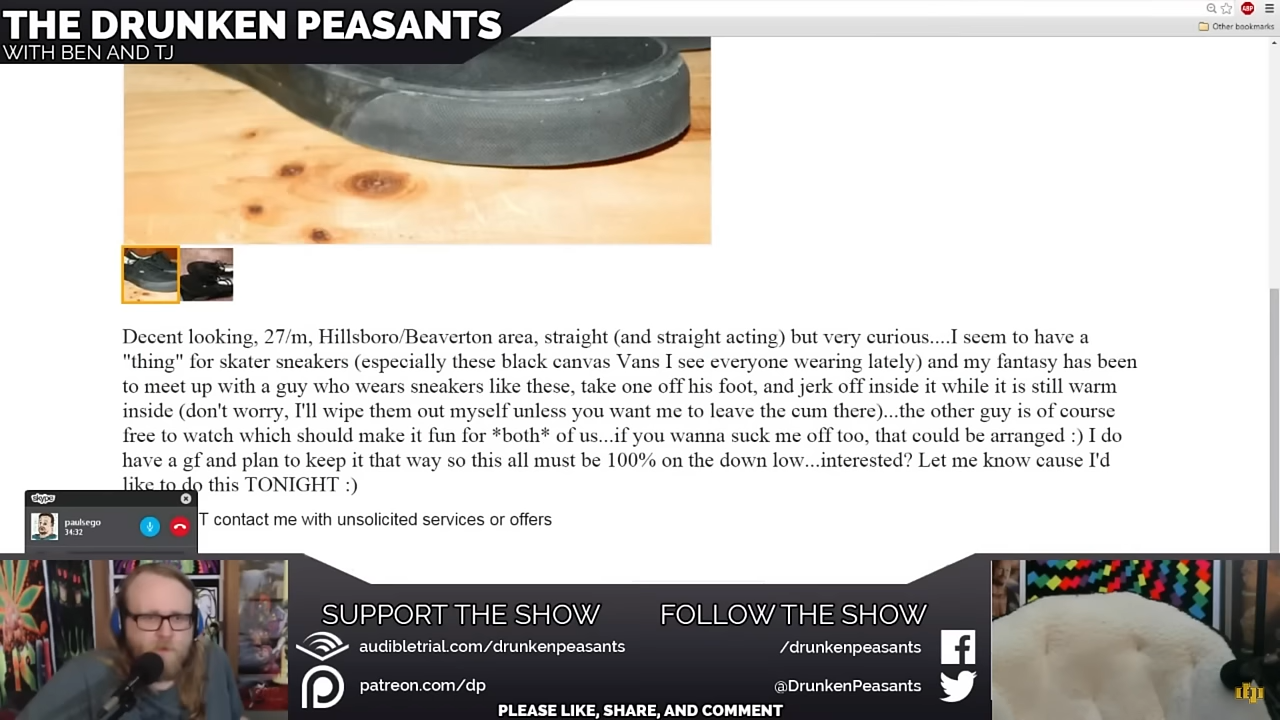 THE DRUNKEN PEASANTS
WITH BEN AND TJ
ABP
Other bookmarks
Decent looking, 27/m, Hillsboro/Beaverton area, straight (and straight acting) but very curious....I seem to have a
"thing" for skater sneakers (especially these black canvas Vans I see everyone wearing lately) and my fantasy has been
to meet up with a guy who wears sneakers like these, take one off his foot, and jerk off inside it while it is still warm
inside (don't worry, I'll wipe them out myself unless you want me to leave the cum there)...the other guy is of course
free to watch which should make it fun for *both* of us...if you wanna suck me off too, that could be arranged :) I do
have a gf and plan to keep it that way so this all must be 100% on the down low...interested? Let me know cause I'd
like to do this TONIGHT :)
skype
T contact me with unsolicited services or offers
paulsego
34:32
SUPPORT THE SHOW
FOLLOW THE SHOW
audibletrial.com/drunkenpeasants
/drunkenpeasants
patreon.com/dp
@DrunkenPeasants
PLEASE LIKE, SHARE, AND COMMENT